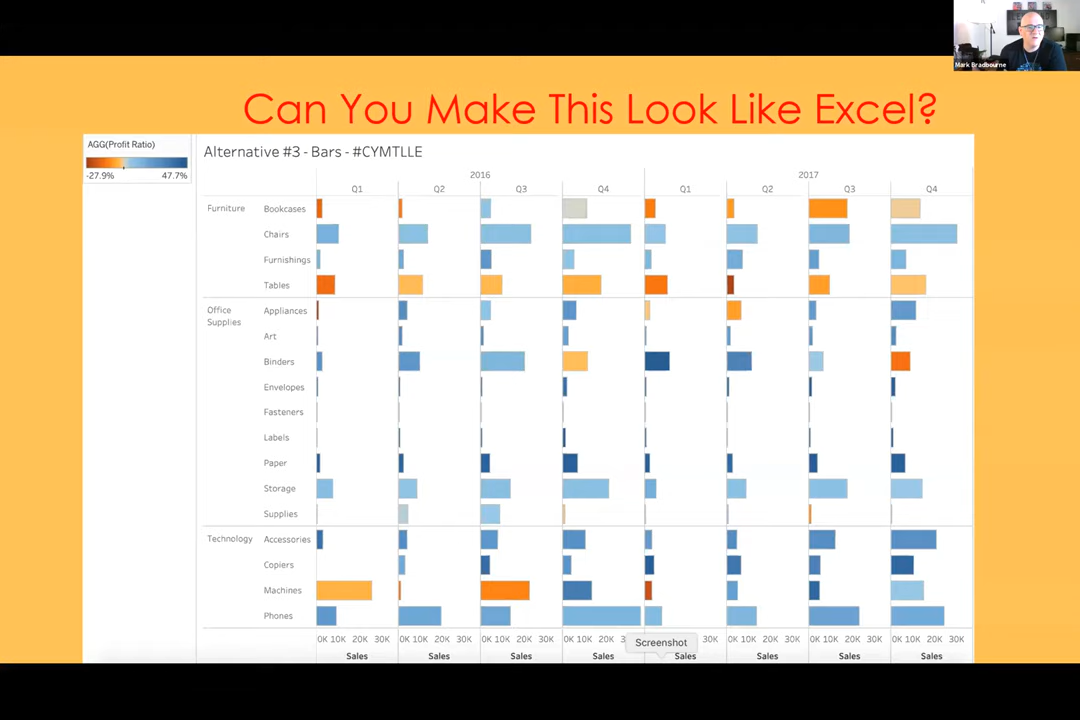 Mark Bradbourne
Can You Make This Look Like Excel?
AGG(Profit Ratio)
-27.9% 47.7%
Alternative #3 - Bars - #CYMTLLE
2016 2017
Q1 Q2 Q3 Q4 Q1 Q2 Q3 Q4
Furniture Bookcases
Chairs
Furnishings
Tables
Office Supplies Appliances
Art
Binders
Envelopes
Fasteners
Labels
Paper
Storage
Supplies
Technology Accessories
Copiers
Machines
Phones
0K 10K 20K 30K 0K 10K 20K 30K 0K 10K 20K 30K 0K 10K 20K 30K 0K 10K 20K 30K 0K 10K 20K 30K 0K 10K 20K 30K
Screenshot
Sales Sales Sales Sales Sales Sales Sales Sales